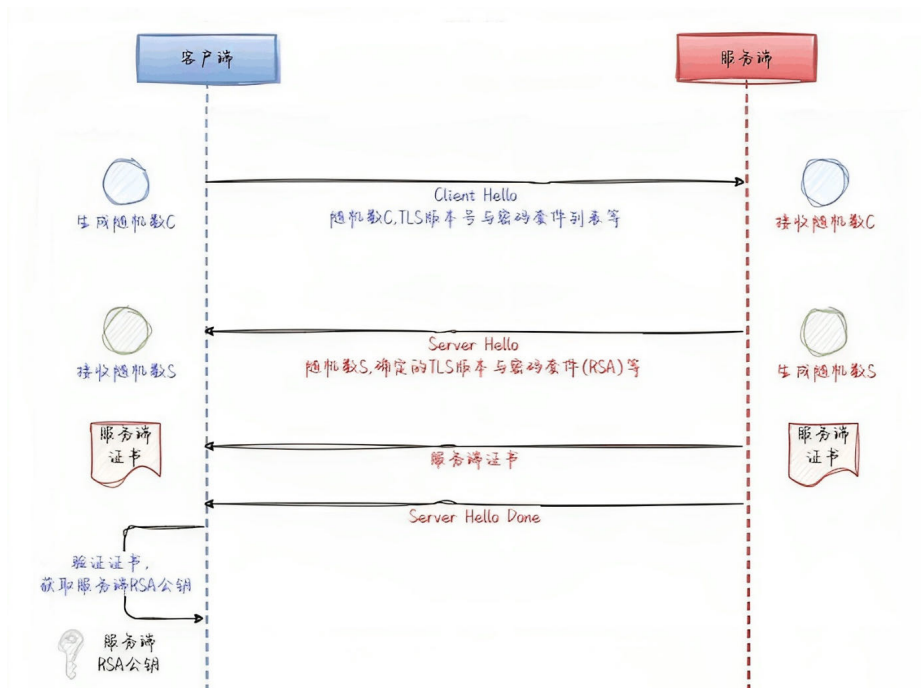 客户端
服务端
Client Hello
随机数C,TLS版本号与密码套件列表等
生成随机数C
接收随机数C
Server Hello
随机数S,确定的TLS版本与密码套件(RSA)等
接收随机数S
生成随机数S
服务端
证书
服务端证书
服务端
证书
Server Hello Done
验证证书,
获取服务端RSA公钥
服务端
RSA公钥